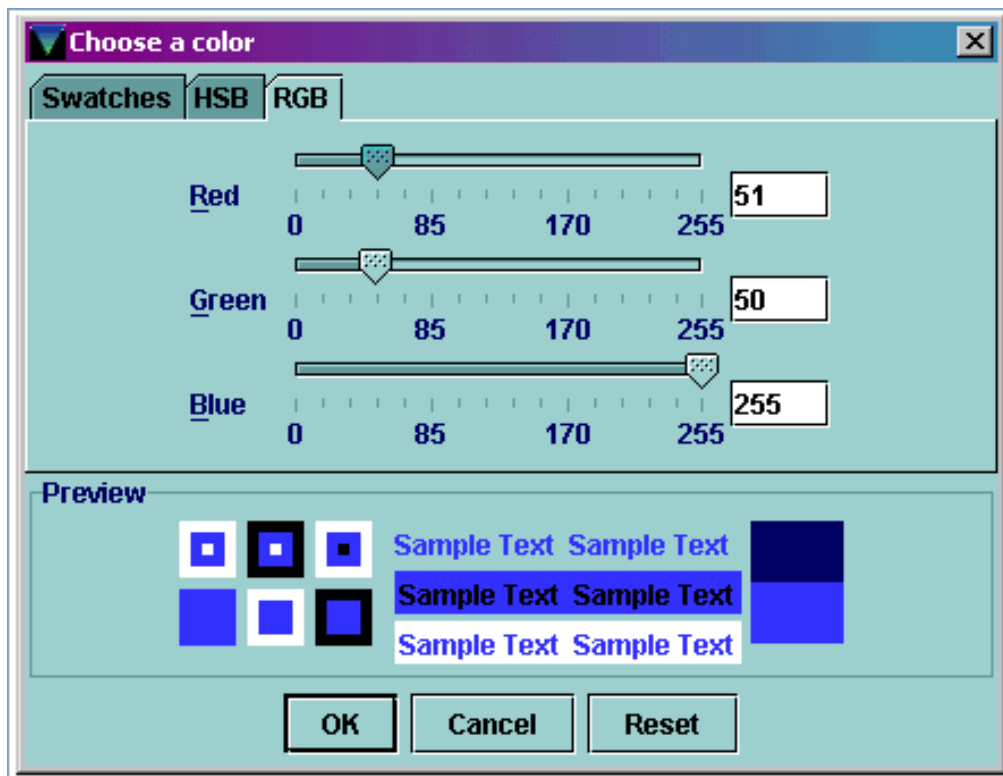 Choose a color
Swatches HSB RGB
Red 51
0 85 170 255
Green 50
0 85 170 255
Blue 255
0 85 170 255
Preview
Sample Text Sample Text
Sample Text Sample Text
Sample Text Sample Text
OK Cancel Reset